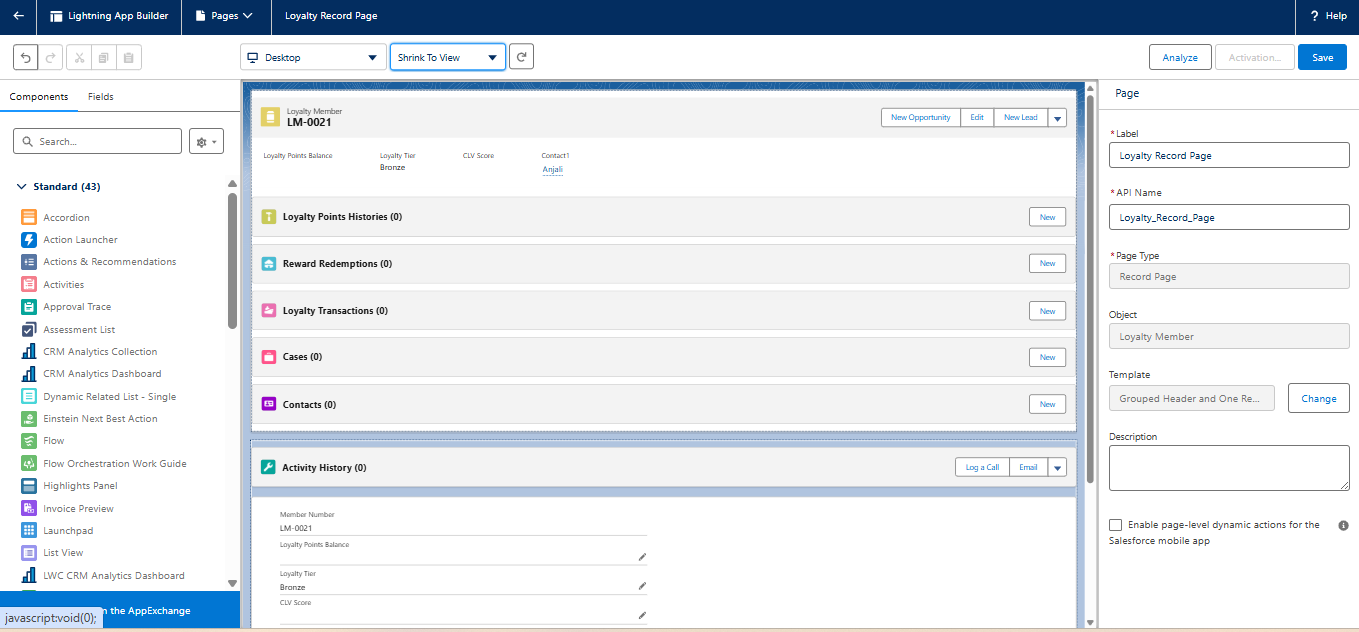 Lightning App Builder
Pages
Loyalty Record Page
? Help
Desktop
Shrink To View
Analyze
Activation...
Save
Components
Fields
Search...
Standard (43)
Accordion
Action Launcher
Actions & Recommendations
Activities
Approval Trace
Assessment List
CRM Analytics Collection
CRM Analytics Dashboard
Dynamic Related List - Single
Einstein Next Best Action
Flow
Flow Orchestration Work Guide
Highlights Panel
Invoice Preview
Launchpad
List View
LWC CRM Analytics Dashboard
n the AppExchange
javascript:void(0);
Loyalty Member
LM-0021
New Opportunity
Edit
New Lead
Loyalty Points Balance
Loyalty Tier
Bronze
CLV Score
Contact1
Anjali
Loyalty Points Histories (0)
New
Reward Redemptions (0)
New
Loyalty Transactions (0)
New
Cases (0)
New
Contacts (0)
New
Activity History (0)
Log a Call
Email
Member Number
LM-0021
Loyalty Points Balance
Loyalty Tier
Bronze
CLV Score
Page
*Label
Loyalty Record Page
*API Name
Loyalty_Record_Page
*Page Type
Record Page
Object
Loyalty Member
Template
Grouped Header and One Re...
Change
Description
Enable page-level dynamic actions for the
Salesforce mobile app